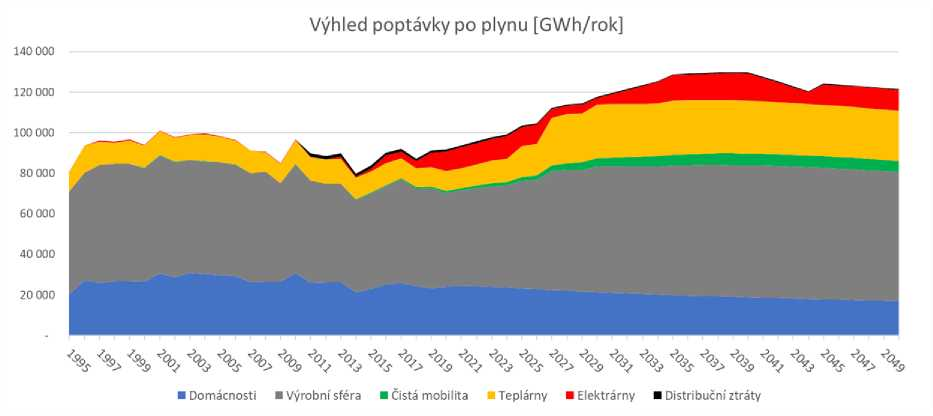 Výhled poptávky po plynu [GWh/rok]
140 000
120 000
100 000
80 000
60 000
40 000
20 000
-
1995 1997 1999 2001 2003 2005 2007 2009 2011 2013 2015 2017 2019 2021 2023 2025 2027 2029 2031 2033 2035 2037 2039 2041 2043 2045 2047 2049
Domácnosti Výrobní sféra Čistá mobilita Teplárny Elektrárny Distribuční ztráty